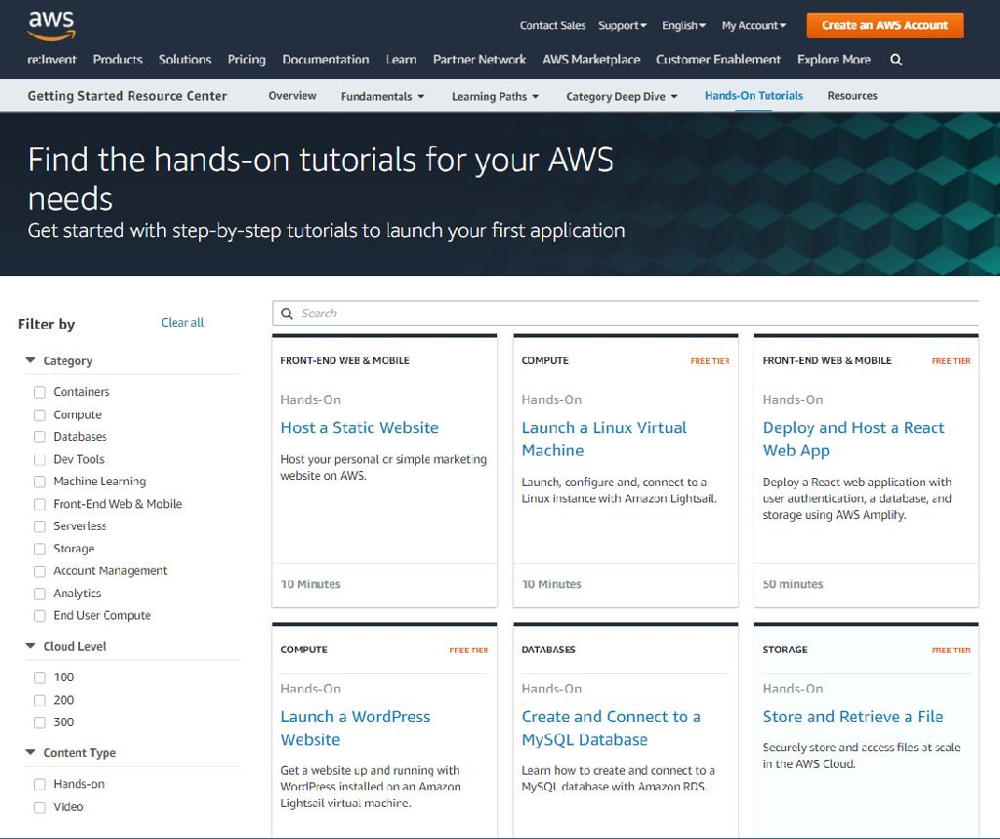 aws
Contact Sales Support English My Account Create an AWS Account
re:Invent Products Solutions Pricing Documentation Learn Partner Network AWS Marketplace Customer Enablement Explore More
Getting Started Resource Center Overview Fundamentals Learning Paths Category Deep Dive Hands-On Tutorials Resources
Find the hands-on tutorials for your AWS
needs
Get started with step-by-step tutorials to launch your first application
Filter by Clear all
Category
Containers
Compute
Databases
Dev Tools
Machine Learning
Front-End Web & Mobile
Serverless
Storage
Account Management
Analytics
End User Compute
Cloud Level
100
200
300
Content Type
Hands-on
Video
Search
FRONT-END WEB & MOBILE
Hands-On
Host a Static Website
Host your personal or simple marketing
website on AWS.
10 Minutes
COMPUTE FREE TIER
Hands-On
Launch a Linux Virtual
Machine
Launch, configure and, connect to a
Linux instance with Amazon Lightsail.
10 Minutes
FRONT-END WEB & MOBILE FREE TIER
Hands-On
Deploy and Host a React
Web App
Deploy a React web application with
user authentication, a database, and
storage using AWS Amplify.
50 minutes
COMPUTE FREE TIER
Hands-On
Launch a WordPress
Website
Get a website up and running with
WordPress installed on an Amazon
Lightsail virtual machine.
DATABASES
Hands-On
Create and Connect to a
MySQL Database
Learn how to create and connect to a
MySQL database with Amazon RDS.
STORAGE FREE TIER
Hands-On
Store and Retrieve a File
Securely store and access files at scale
in the AWS Cloud.